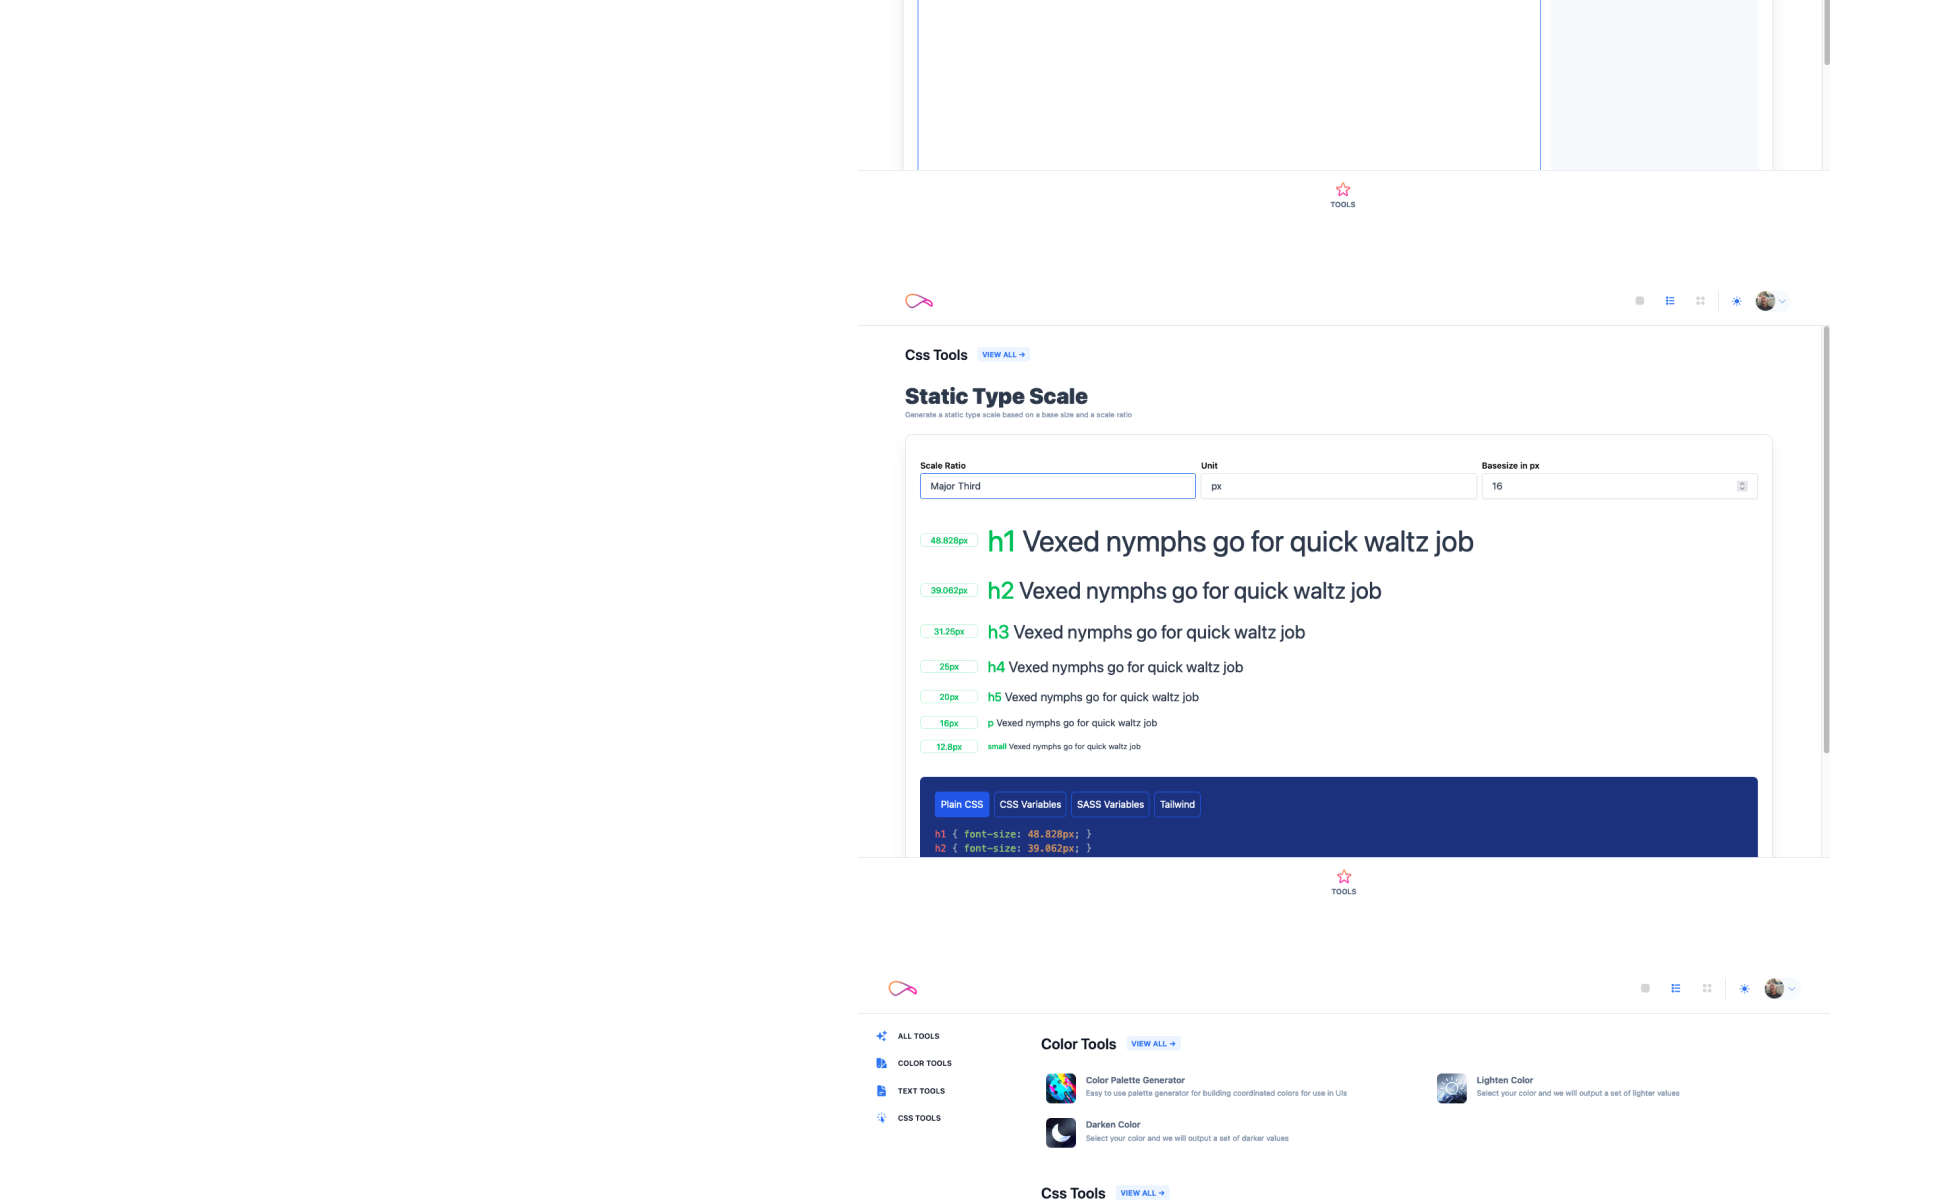 TOOLS
Css Tools VIEW ALL →
Static Type Scale
Generate a static type scale based on a base size and a scale ratio
Scale Ratio Unit Basesize in px
Major Third px 16
48.828px h1 Vexed nymphs go for quick waltz job
39.062px h2 Vexed nymphs go for quick waltz job
31.25px h3 Vexed nymphs go for quick waltz job
25px h4 Vexed nymphs go for quick waltz job
20px h5 Vexed nymphs go for quick waltz job
16px p Vexed nymphs go for quick waltz job
12.8px small Vexed nymphs go for quick waltz job
Plain CSS CSS Variables SASS Variables Tailwind
h1 { font-size: 48.828px; }
h2 { font-size: 39.062px; }
TOOLS
ALL TOOLS
COLOR TOOLS
TEXT TOOLS
CSS TOOLS
Color Tools VIEW ALL →
Color Palette Generator
Easy to use palette generator for building coordinated colors for use in UIs
Lighten Color
Select your color and we will output a set of lighter values
Darken Color
Select your color and we will output a set of darker values
Css Tools VIEW ALL →